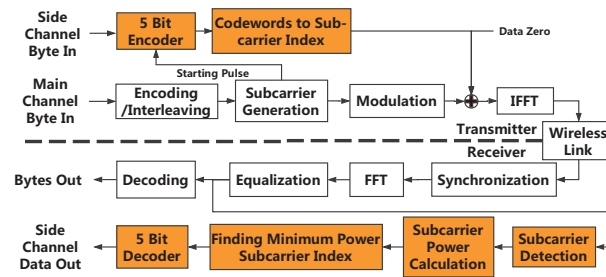 Side
Channel
Byte In
5 Bit
Encoder
Codewords to Sub-
carrier Index
Data Zero
Starting Pulse
Main
Channel
Byte In
Encoding
/Interleaving
Subcarrier
Generation
Modulation
IFFT
Transmitter
Wireless
Link
Receiver
Bytes Out
Decoding
Equalization
FFT
Synchronization
Side
Channel
Data Out
5 Bit
Decoder
Finding Minimum Power
Subcarrier Index
Subcarrier
Power
Calculation
Subcarrier
Detection